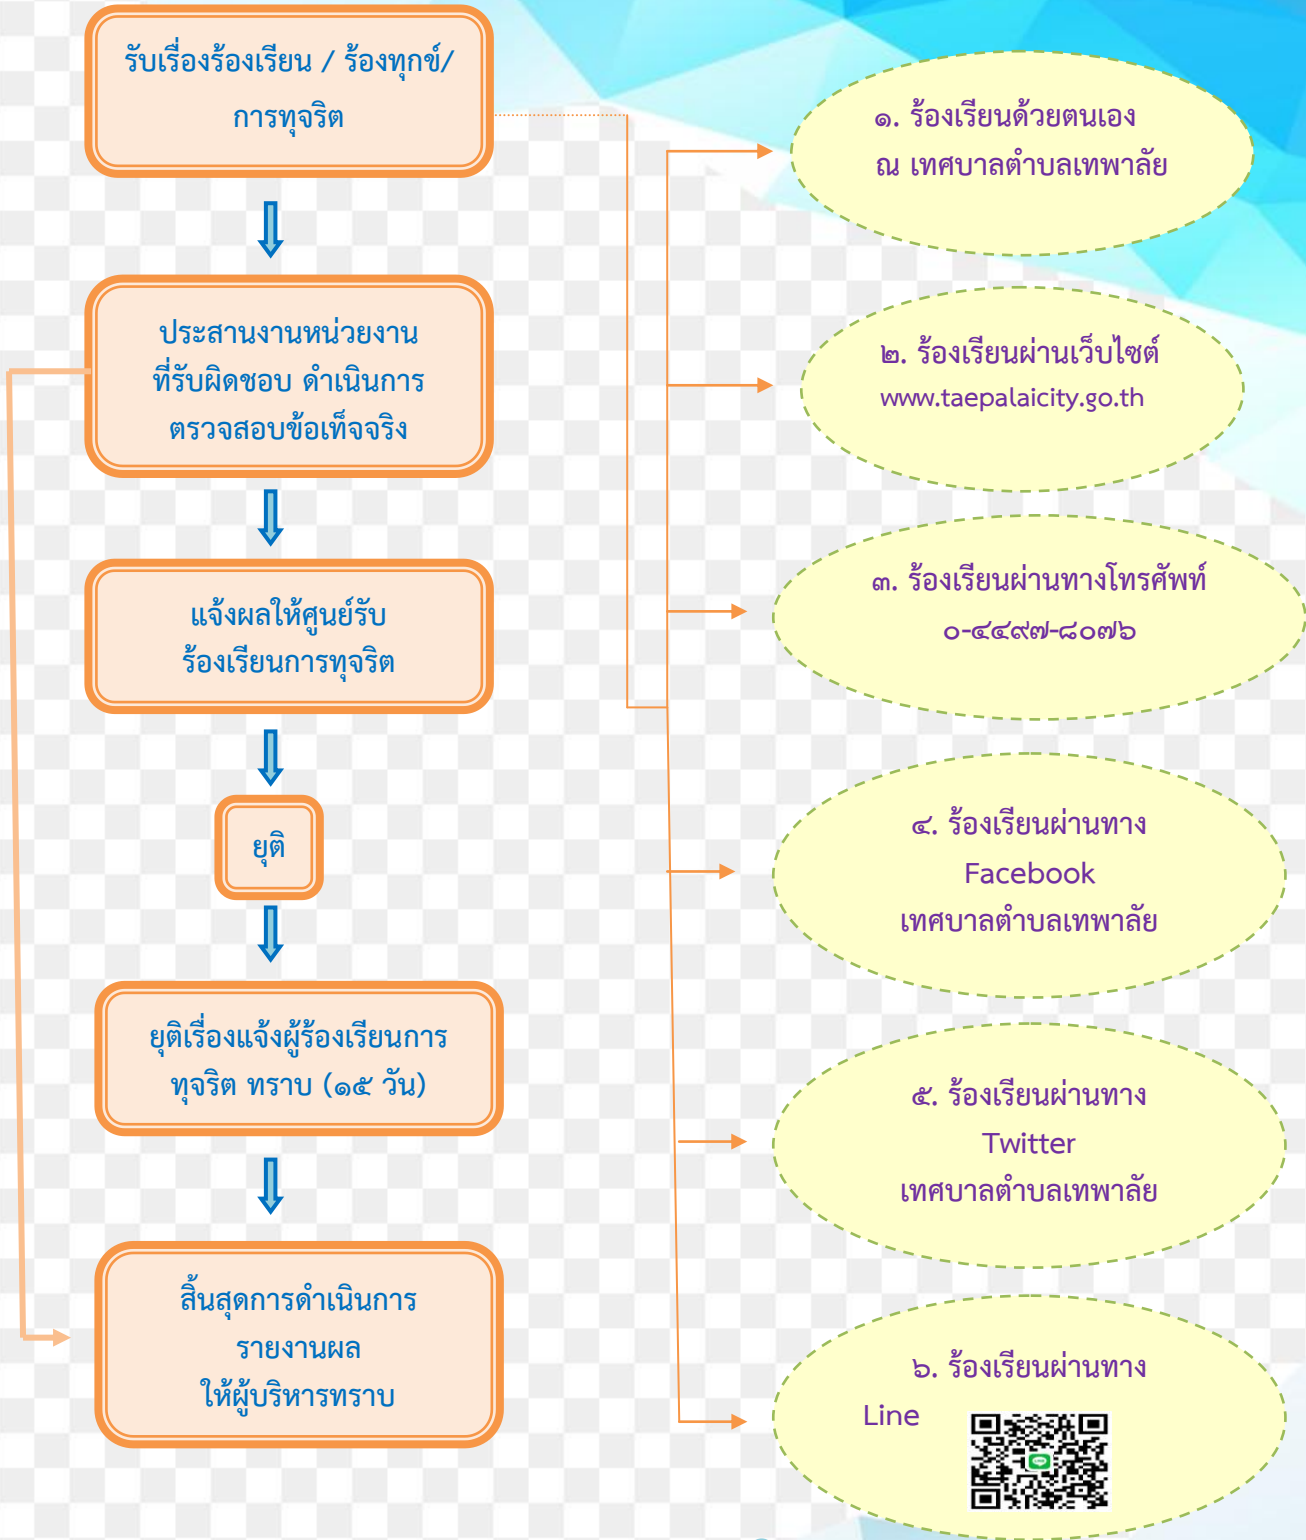 รับเรื่องร้องเรียน / ร้องทุกข์/
การทุจริต
ประสานงานหน่วยงาน
ที่รับผิดชอบ ดำเนินการ
ตรวจสอบข้อเท็จจริง
แจ้งผลให้ศูนย์รับ
ร้องเรียนการทุจริต
ยุติ
ยุติเรื่องแจ้งผู้ร้องเรียนการ
ทุจริต ทราบ (๑๕ วัน)
สิ้นสุดการดำเนินการ
รายงานผล
ให้ผู้บริหารทราบ
๑. ร้องเรียนด้วยตนเอง
ณ เทศบาลตำบลเทพาลัย
๒. ร้องเรียนผ่านเว็บไซต์
www.taepalaicity.go.th
๓. ร้องเรียนผ่านทางโทรศัพท์
๐-๔๔๙๗-๘๐๗๖
๔. ร้องเรียนผ่านทาง
Facebook
เทศบาลตำบลเทพาลัย
๕. ร้องเรียนผ่านทาง
Twitter
เทศบาลตำบลเทพาลัย
๖. ร้องเรียนผ่านทาง
Line